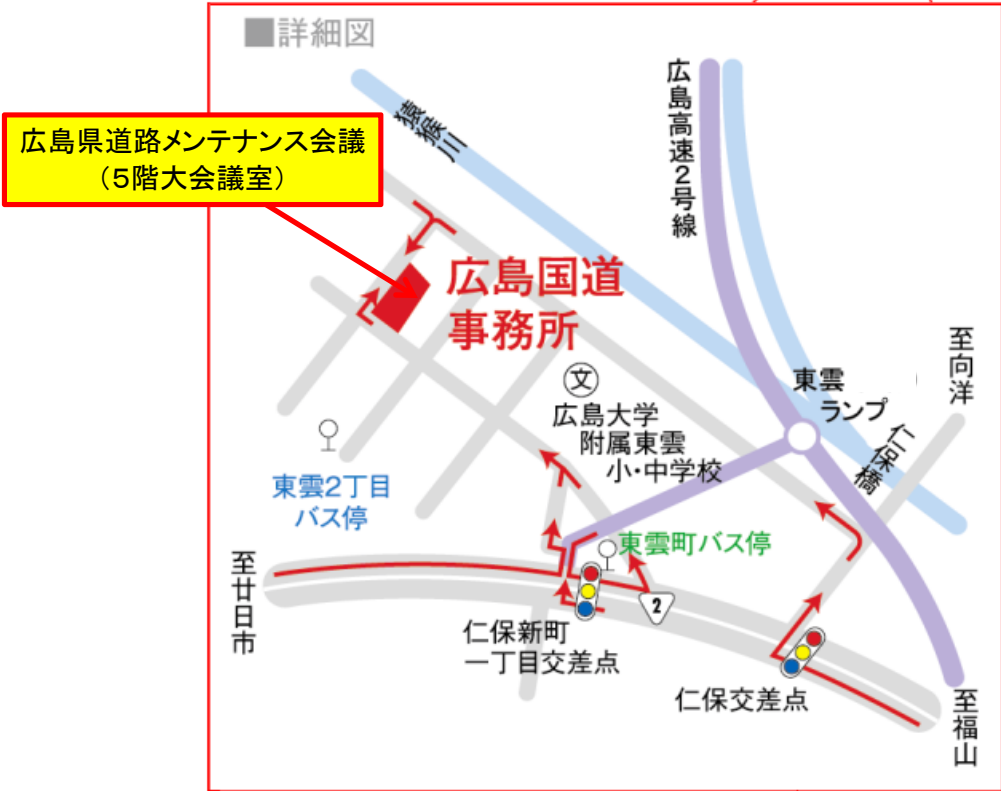 ■詳細図
広島県道路メンテナンス会議
（5階大会議室）
猿猴川
広島高速2号線
広島国道
事務所
至向洋
東雲
ランプ
仁保橋
文
広島大学
附属東雲
小・中学校
東雲2丁目
バス停
東雲町バス停
至廿日市
2
仁保新町
一丁目交差点
仁保交差点
至福山